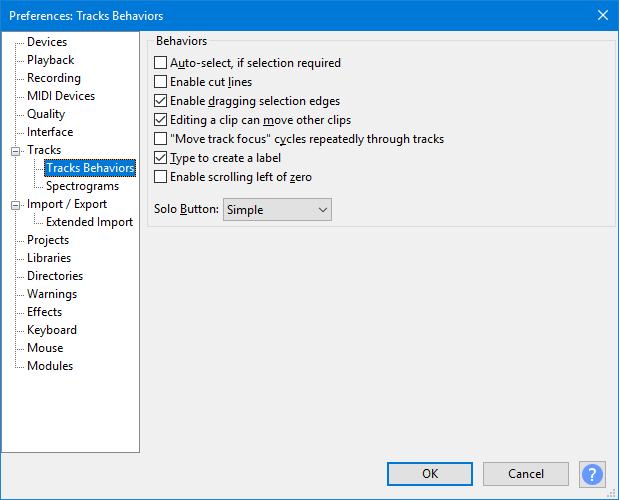 Preferences: Tracks Behaviors
Devices
Playback
Recording
MIDI Devices
Quality
Interface
Tracks
Tracks Behaviors
Spectrograms
Import / Export
Extended Import
Projects
Libraries
Directories
Warnings
Effects
Keyboard
Mouse
Modules
Behaviors
Auto-select, if selection required
Enable cut lines
Enable dragging selection edges
Editing a clip can move other clips
"Move track focus" cycles repeatedly through tracks
Type to create a label
Enable scrolling left of zero
Solo Button: Simple
OK Cancel ?